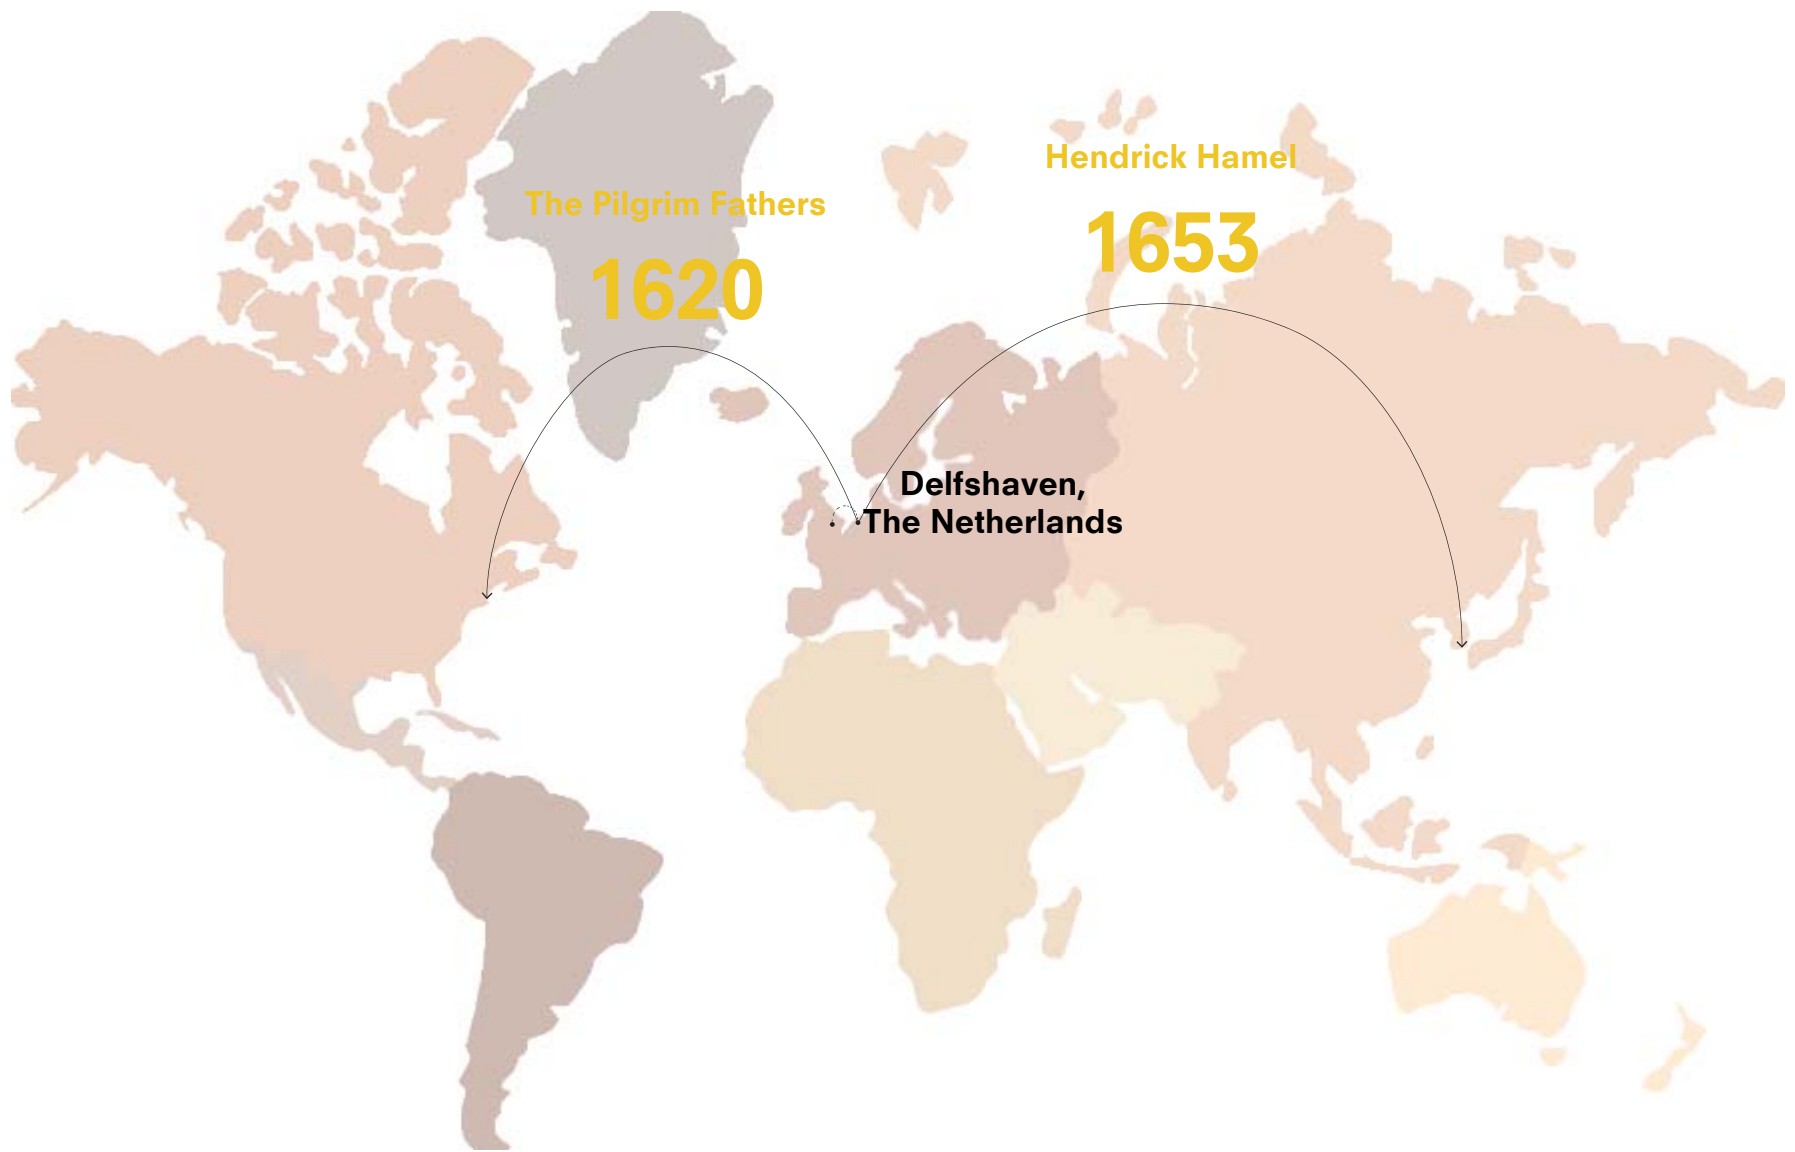 Hendrick Hamel
1653
The Pilgrim Fathers
1620
Delfshaven,
The Netherlands